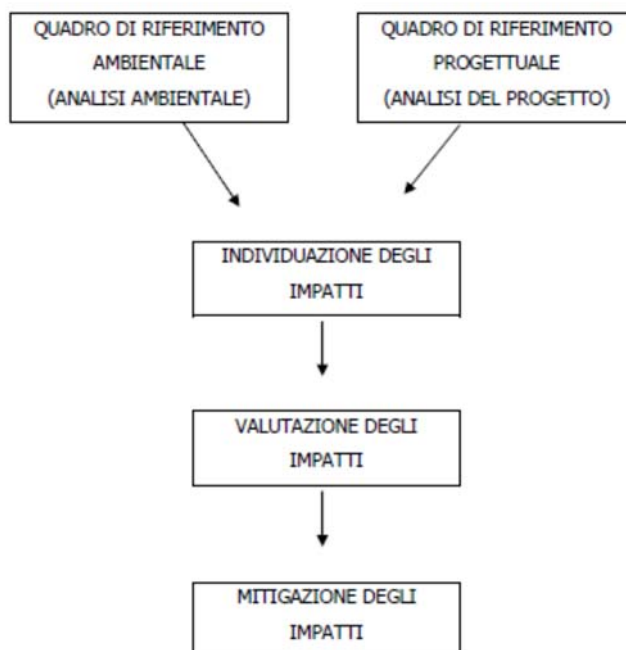 QUADRO DI RIFERIMENTO
AMBIENTALE
(ANALISI AMBIENTALE)
QUADRO DI RIFERIMENTO
PROGETTUALE
(ANALISI DEL PROGETTO)
INDIVIDUAZIONE DEGLI
IMPATTI
VALUTAZIONE DEGLI
IMPATTI
MITIGAZIONE DEGLI
IMPATTI